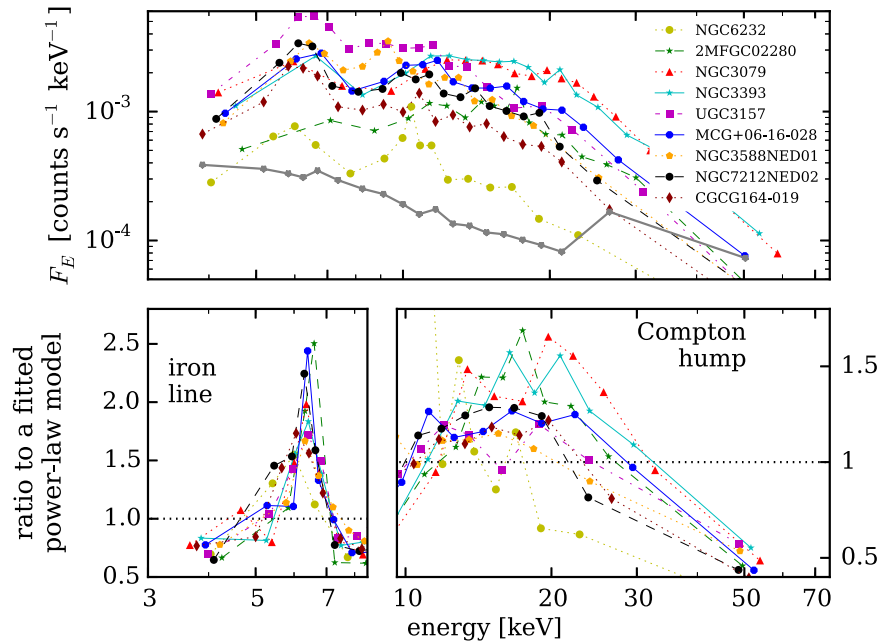 F_E [counts s⁻¹ keV⁻¹]
10⁻³
10⁻⁴
NGC6232
2MFGC02280
NGC3079
NGC3393
UGC3157
MCG+06-16-028
NGC3588NED01
NGC7212NED02
CGCG164-019
ratio to a fitted
power-law model
2.5
2.0
1.5
1.0
0.5
iron
line
Compton
hump
1.5
1
0.5
3 5 7 10 20 30 50 75
energy [keV]